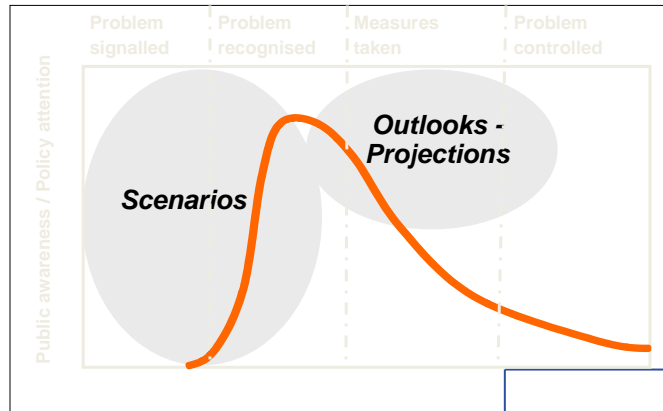 Problem
signalled
Problem
recognised
Measures
taken
Problem
controlled
Public awareness / Policy attention
Scenarios
Outlooks -
Projections